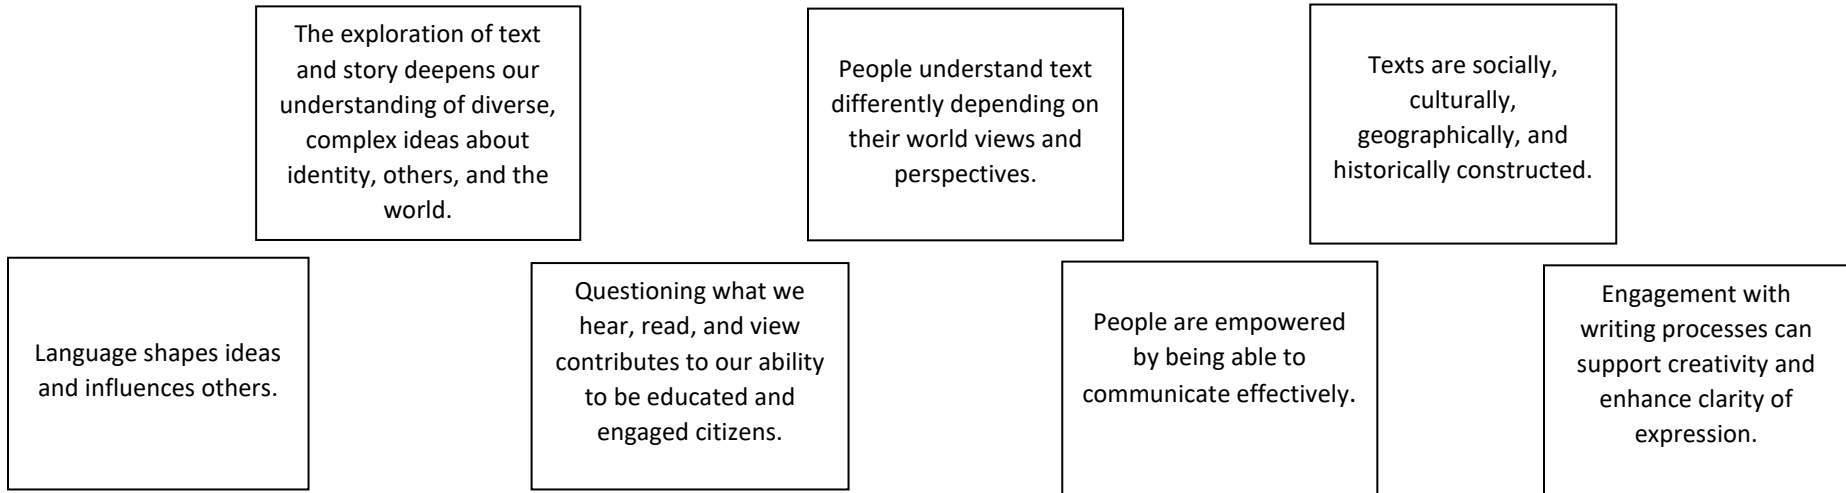 The exploration of text
and story deepens our
understanding of diverse,
complex ideas about
identity, others, and the
world.
People understand text
differently depending on
their world views and
perspectives.
Texts are socially,
culturally,
geographically, and
historically constructed.
Language shapes ideas
and influences others.
Questioning what we
hear, read, and view
contributes to our ability
to be educated and
engaged citizens.
People are empowered
by being able to
communicate effectively.
Engagement with
writing processes can
support creativity and
enhance clarity of
expression.